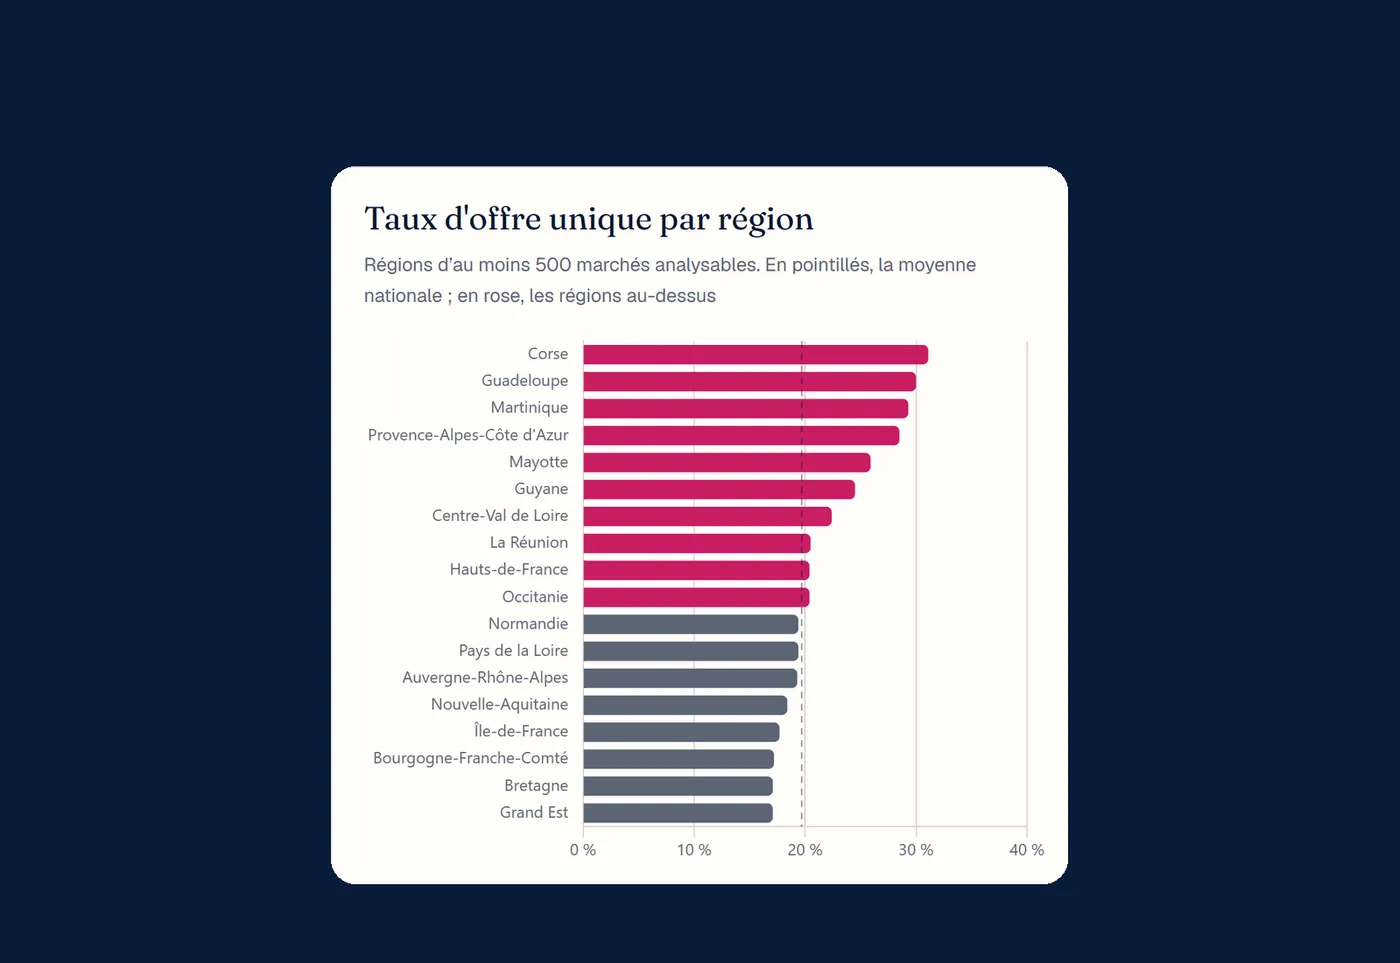 Taux d'offre unique par région
Régions d’au moins 500 marchés analysables. En pointillés, la moyenne
nationale ; en rose, les régions au-dessus
Corse
Guadeloupe
Martinique
Provence-Alpes-Côte d'Azur
Mayotte
Guyane
Centre-Val de Loire
La Réunion
Hauts-de-France
Occitanie
Normandie
Pays de la Loire
Auvergne-Rhône-Alpes
Nouvelle-Aquitaine
Île-de-France
Bourgogne-Franche-Comté
Bretagne
Grand Est
0 % 10 % 20 % 30 % 40 %